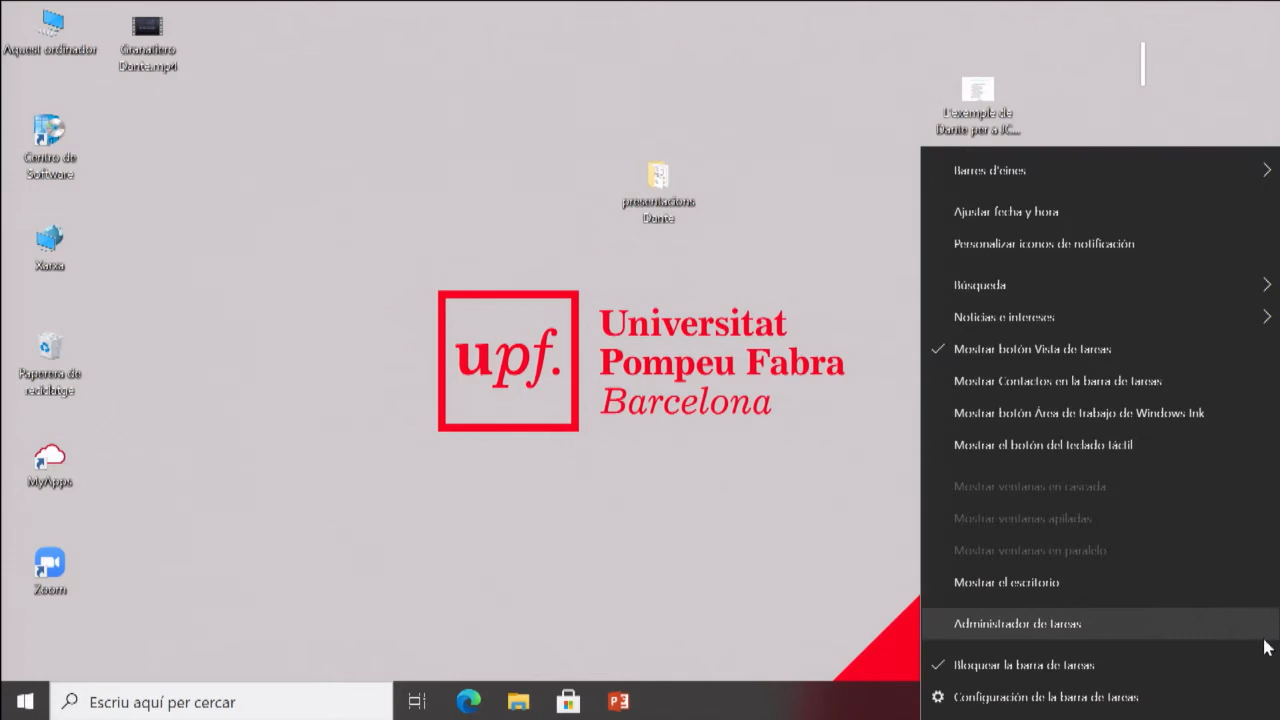 Aquest ordinador
Granatiero
Dante.mp4
Centro de
Software
Xarxa
Paperera de
reciclatge
MyApps
Zoom
presentacions
Dante
L'exemple de
Dante per a JC...
upf.
Universitat
Pompeu Fabra
Barcelona
Barres d'eines
Ajustar fecha y hora
Personalizar iconos de notificación
Búsqueda
Noticias e intereses
Mostrar botón Vista de tareas
Mostrar Contactos en la barra de tareas
Mostrar botón Área de trabajo de Windows Ink
Mostrar el botón del teclado táctil
Mostrar ventanas en cascada
Mostrar ventanas apiladas
Mostrar ventanas en paralelo
Mostrar el escritorio
Administrador de tareas
Bloquear la barra de tareas
Configuración de la barra de tareas
Escriu aquí per cercar